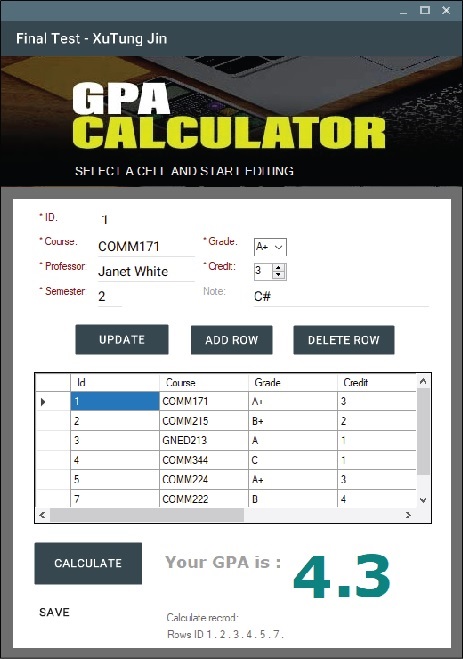 Final Test - XuTung Jin
GPA
CALCULATOR
SELECT A CELL AND START EDITING
* ID: 1
* Course: COMM171 * Grade: A+
* Professor: Janet White * Credit: 3
* Semester: 2 Note: C#
UPDATE ADD ROW DELETE ROW
Id Course Grade Credit
1 COMM171 A+ 3
2 COMM215 B+ 2
3 GNED213 A 1
4 COMM344 C 1
5 COMM224 A+ 3
7 COMM222 B 4
CALCULATE Your GPA is : 4.3
SAVE Calculate recrod:
Rows ID 1 . 2 . 3 . 4 . 5 . 7 .